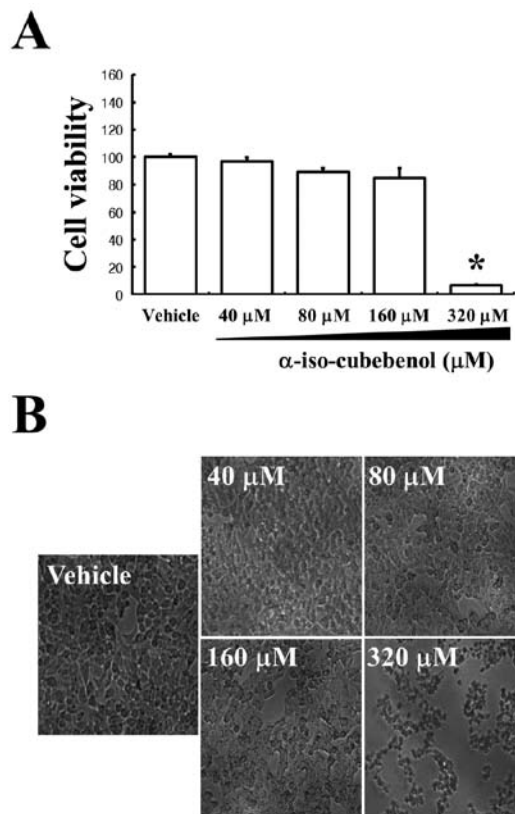 A
Cell viability
160
140
120
100
80
60
40
20
0
*
Vehicle 40 μM 80 μM 160 μM 320 μM
α-iso-cubebenol (μM)
B
40 μM 80 μM
Vehicle
160 μM 320 μM